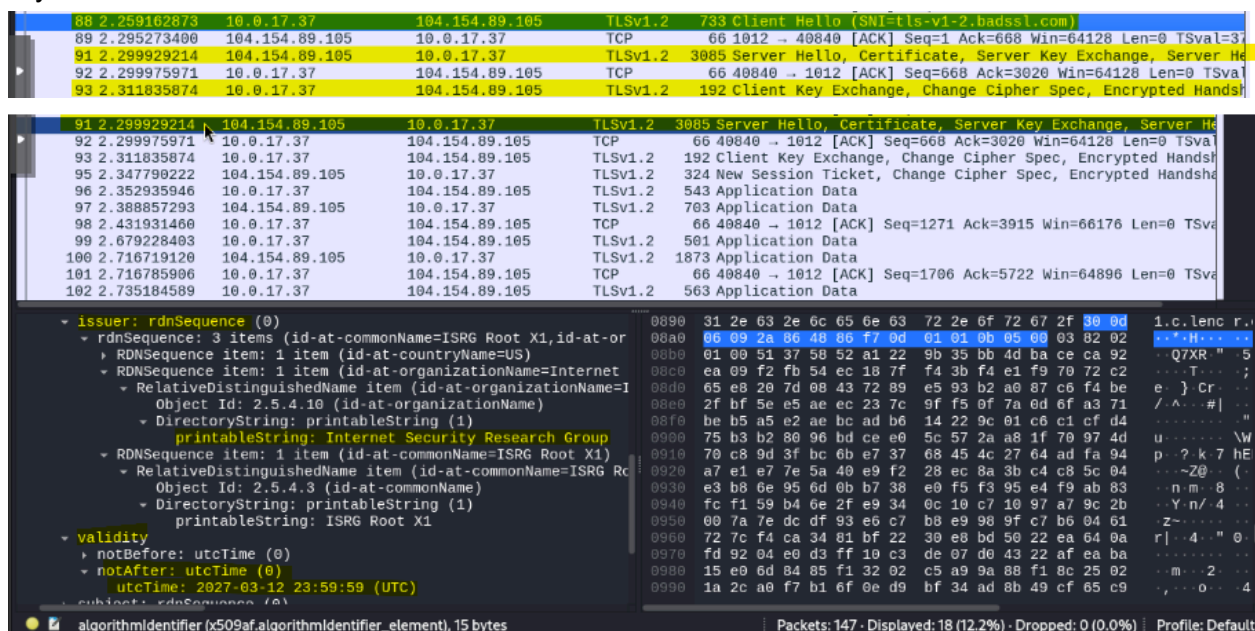 88 2.259162873 10.0.17.37 104.154.89.105 TLSv1.2 733 Client Hello (SNI=tls-v1-2.badssl.com)
89 2.295273400 104.154.89.105 10.0.17.37 TCP 66 1012 → 40840 [ACK] Seq=1 Ack=668 Win=64128 Len=0 TSval=37
91 2.299929214 104.154.89.105 10.0.17.37 TLSv1.2 3085 Server Hello, Certificate, Server Key Exchange, Server He
92 2.299975971 10.0.17.37 104.154.89.105 TCP 66 40840 → 1012 [ACK] Seq=668 Ack=3020 Win=64128 Len=0 TSval
93 2.311835874 10.0.17.37 104.154.89.105 TLSv1.2 192 Client Key Exchange, Change Cipher Spec, Encrypted Handsh
91 2.299929214 104.154.89.105 10.0.17.37 TLSv1.2 3085 Server Hello, Certificate, Server Key Exchange, Server He
92 2.299975971 10.0.17.37 104.154.89.105 TCP 66 40840 → 1012 [ACK] Seq=668 Ack=3020 Win=64128 Len=0 TSva
93 2.311835874 10.0.17.37 104.154.89.105 TLSv1.2 192 Client Key Exchange, Change Cipher Spec, Encrypted Handsh
95 2.347790222 104.154.89.105 10.0.17.37 TLSv1.2 324 New Session Ticket, Change Cipher Spec, Encrypted Handsha
96 2.352935946 10.0.17.37 104.154.89.105 TLSv1.2 543 Application Data
97 2.388857293 104.154.89.105 10.0.17.37 TLSv1.2 703 Application Data
98 2.431931460 10.0.17.37 104.154.89.105 TCP 66 40840 → 1012 [ACK] Seq=1271 Ack=3915 Win=66176 Len=0 TSva
99 2.679228403 10.0.17.37 104.154.89.105 TLSv1.2 501 Application Data
100 2.716719120 104.154.89.105 10.0.17.37 TLSv1.2 1873 Application Data
101 2.716785906 10.0.17.37 104.154.89.105 TCP 66 40840 → 1012 [ACK] Seq=1706 Ack=5722 Win=64896 Len=0 TSva
102 2.735184589 10.0.17.37 104.154.89.105 TLSv1.2 563 Application Data
issuer: rdnSequence (0)
rdnSequence: 3 items (id-at-commonName=ISRG Root X1,id-at-or
RDNSequence item: 1 item (id-at-countryName=US)
RDNSequence item: 1 item (id-at-organizationName=Internet
RelativeDistinguishedName item (id-at-organizationName=I
Object Id: 2.5.4.10 (id-at-organizationName)
DirectoryString: printableString (1)
printableString: Internet Security Research Group
RDNSequence item: 1 item (id-at-commonName=ISRG Root X1)
RelativeDistinguishedName item (id-at-commonName=ISRG Ro
Object Id: 2.5.4.3 (id-at-commonName)
DirectoryString: printableString (1)
printableString: ISRG Root X1
validity
notBefore: utcTime (0)
notAfter: utcTime (0)
utcTime: 2027-03-12 23:59:59 (UTC)
subject: rdnSequence (0)
0890 31 2e 63 2e 6c 65 6e 63 72 2e 6f 72 67 2f 30 0d 1.c.lenc r.
08a0 06 09 2a 86 48 86 f7 0d 01 01 0b 05 00 03 82 02 ··*·H···
08b0 01 00 51 37 58 52 a1 22 9b 35 bb 4d ba ce ca 92 ··Q7XR·" ·5
08c0 ea 09 f2 fb 54 ec 18 7f f4 3b f4 e1 f9 70 72 c2 ····T··· ·;
08d0 65 e8 20 7d 08 43 72 89 e5 93 b2 a0 87 c6 f4 be e· }·Cr·
08e0 2f bf 5e e5 ae ec 23 7c 9f f5 0f 7a 0d 6f a3 71 /·^···#|
08f0 be b5 a5 e2 ae bc ad b6 14 22 9c 01 c6 c1 cf d4 ········ ·"
0900 75 b3 b2 80 96 bd ce e0 5c 57 2a a8 1f 70 97 4d u······· \W
0910 70 c8 9d 3f bc 6b e7 37 68 45 4c 27 64 ad fa 94 p··?·k·7 hE
0920 a7 e1 e7 7e 5a 40 e9 f2 28 ec 8a 3b c4 c8 5c 04 ···~Z@·· (·
0930 e3 b8 6e 95 6d 0b b7 38 e0 f5 f3 95 e4 f9 ab 83 ··n·m··8
0940 fc f1 59 b4 6e 2f e9 34 0c 10 c7 10 97 a7 9c 2b ··Y·n/·4
0950 00 7a 7e dc df 93 e6 c7 b8 e9 98 9f c7 b6 04 61 ·z~·····
0960 72 7c f4 ca 34 81 bf 22 30 e8 bd 50 22 ea 64 0a r|··4··" 0·
0970 fd 92 04 e0 d3 ff 10 c3 de 07 d0 43 22 af ea ba
0980 15 e0 6d 84 85 f1 32 02 c5 a9 9a 88 f1 8c 25 02 ··m···2·
0990 1a 2c a0 f7 b1 6f 0e d9 bf 34 ad 8b 49 cf 65 c9 ·,···o·· ·4
algorithmIdentifier (x509af.algorithmIdentifier_element), 15 bytes
Packets: 147 · Displayed: 18 (12.2%) · Dropped: 0 (0.0%)
Profile: Default